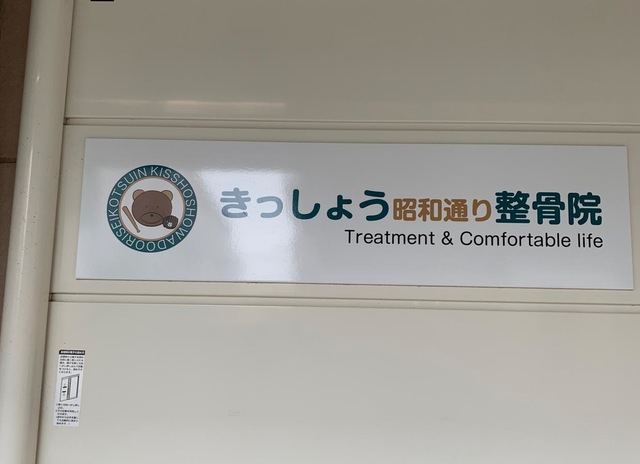 KISSHOSHOWADOORISEIKOTSUIN
きっしょう昭和通り整骨院
Treatment & Comfortable life